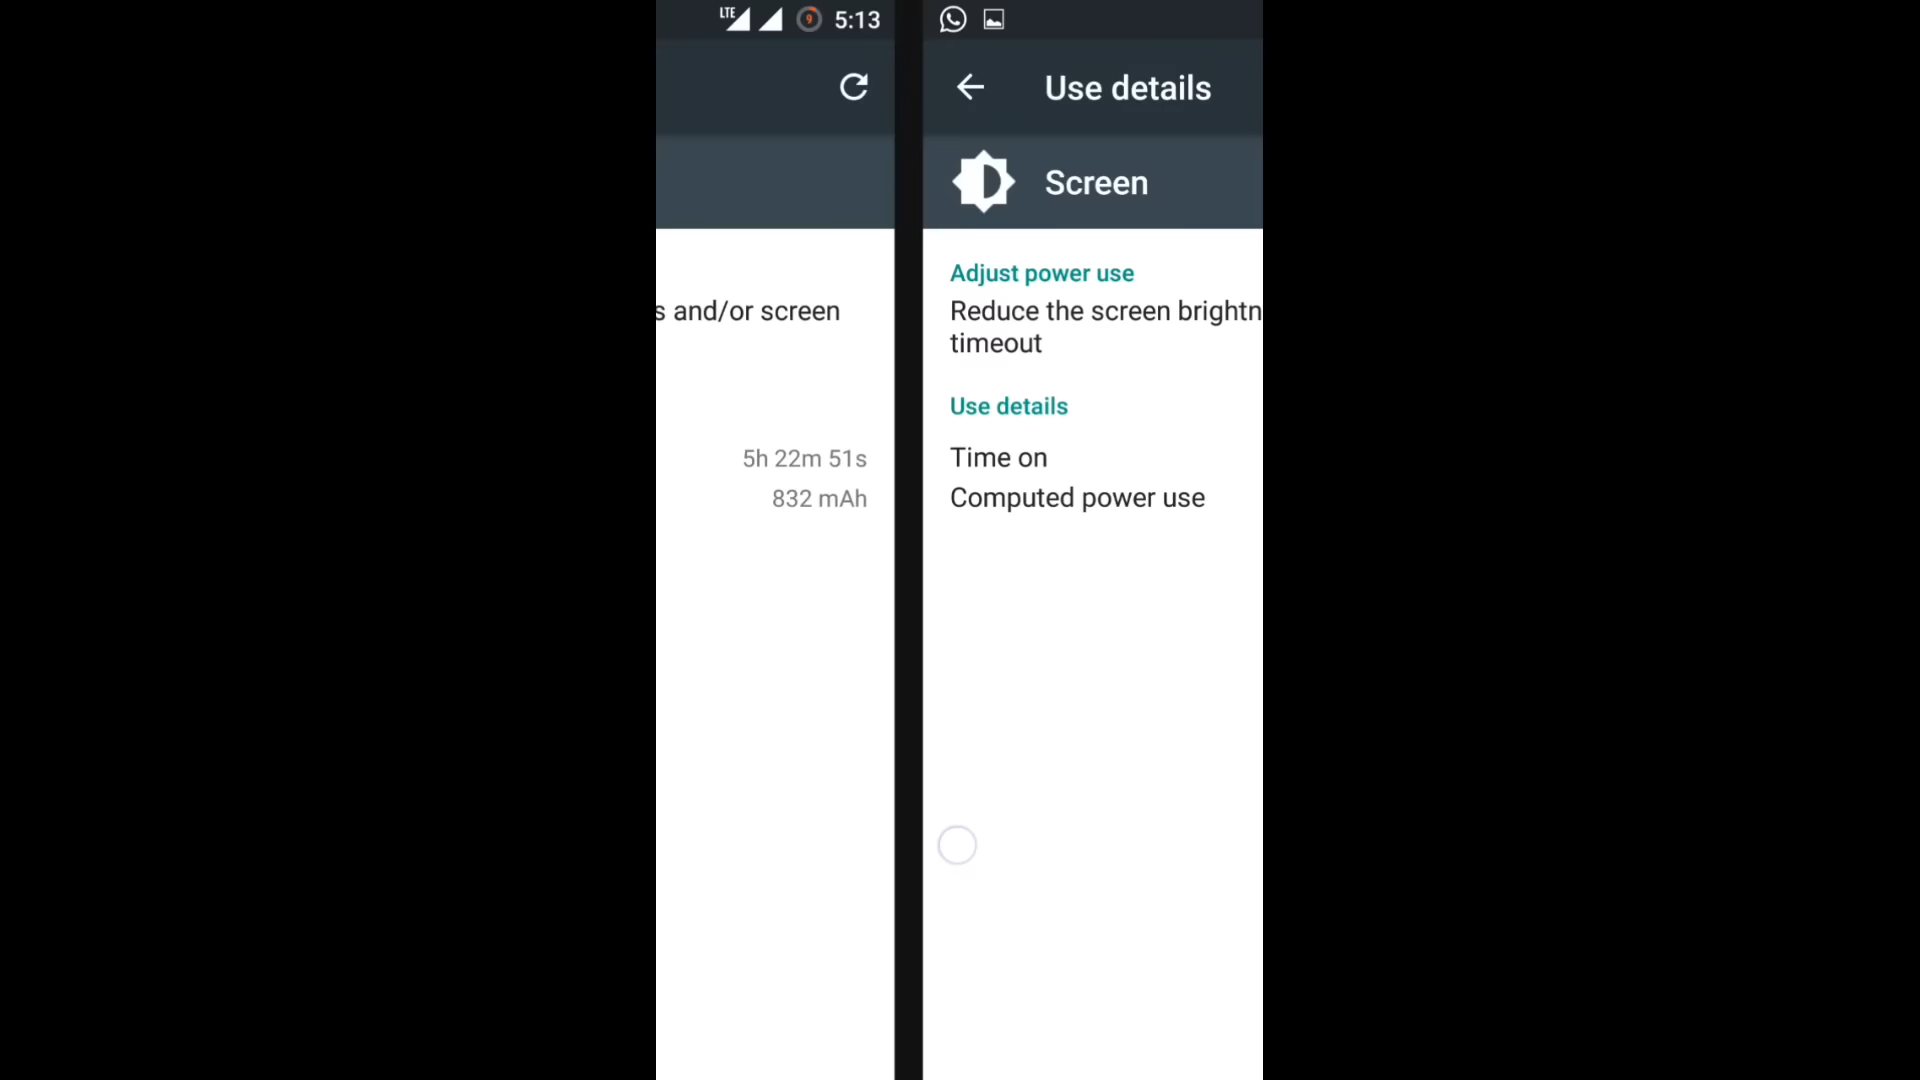 LTE 9 5:13
s and/or screen
5h 22m 51s
832 mAh
Use details
Screen
Adjust power use
Reduce the screen brightn
timeout
Use details
Time on
Computed power use